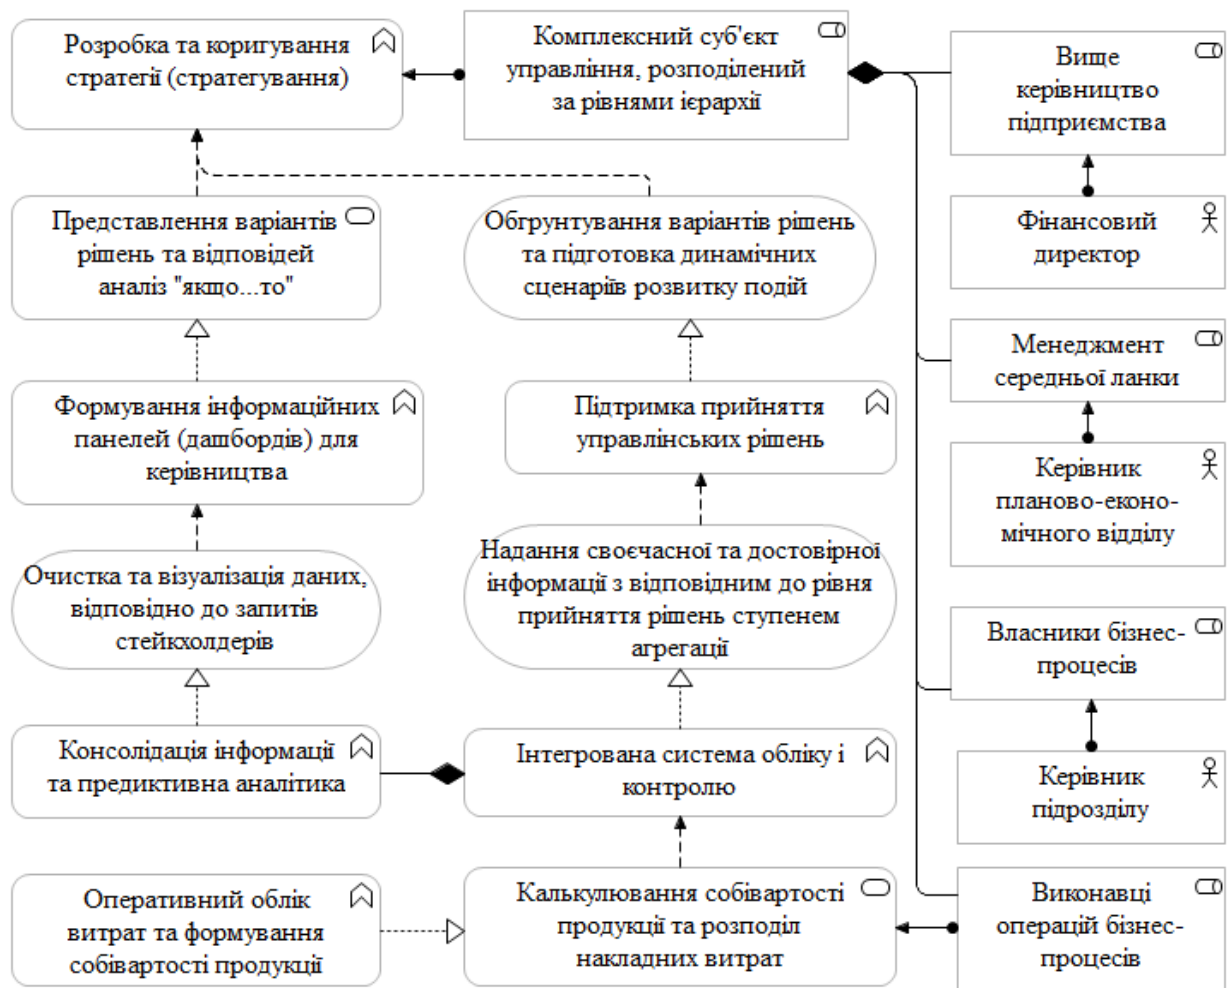 Розробка та коригування
стратегії (стратегування)
Комплексний суб'єкт
управління, розподілений
за рівнями ієрархії
Вище
керівництво
підприємства
Фінансовий
директор
Представлення варіантів
рішень та відповідей
аналіз "якщо...то"
Обгрунтування варіантів рішень
та підготовка динамічних
сценаріїв розвитку подій
Менеджмент
середньої ланки
Формування інформаційних
панелей (дашбордів) для
керівництва
Підтримка прийняття
управлінських рішень
Керівник
планово-еконо-
мічного відділу
Очистка та візуалізація даних,
відповідно до запитів
стейкхолдерів
Надання своєчасної та достовірної
інформації з відповідним до рівня
прийняття рішень ступенем
агрегації
Власники бізнес-
процесів
Консолідація інформації
та предиктивна аналітика
Інтегрована система обліку і
контролю
Керівник
підрозділу
Оперативний облік
витрат та формування
собівартості продукції
Калькулювання собівартості
продукції та розподіл
накладних витрат
Виконавці
операцій бізнес-
процесів